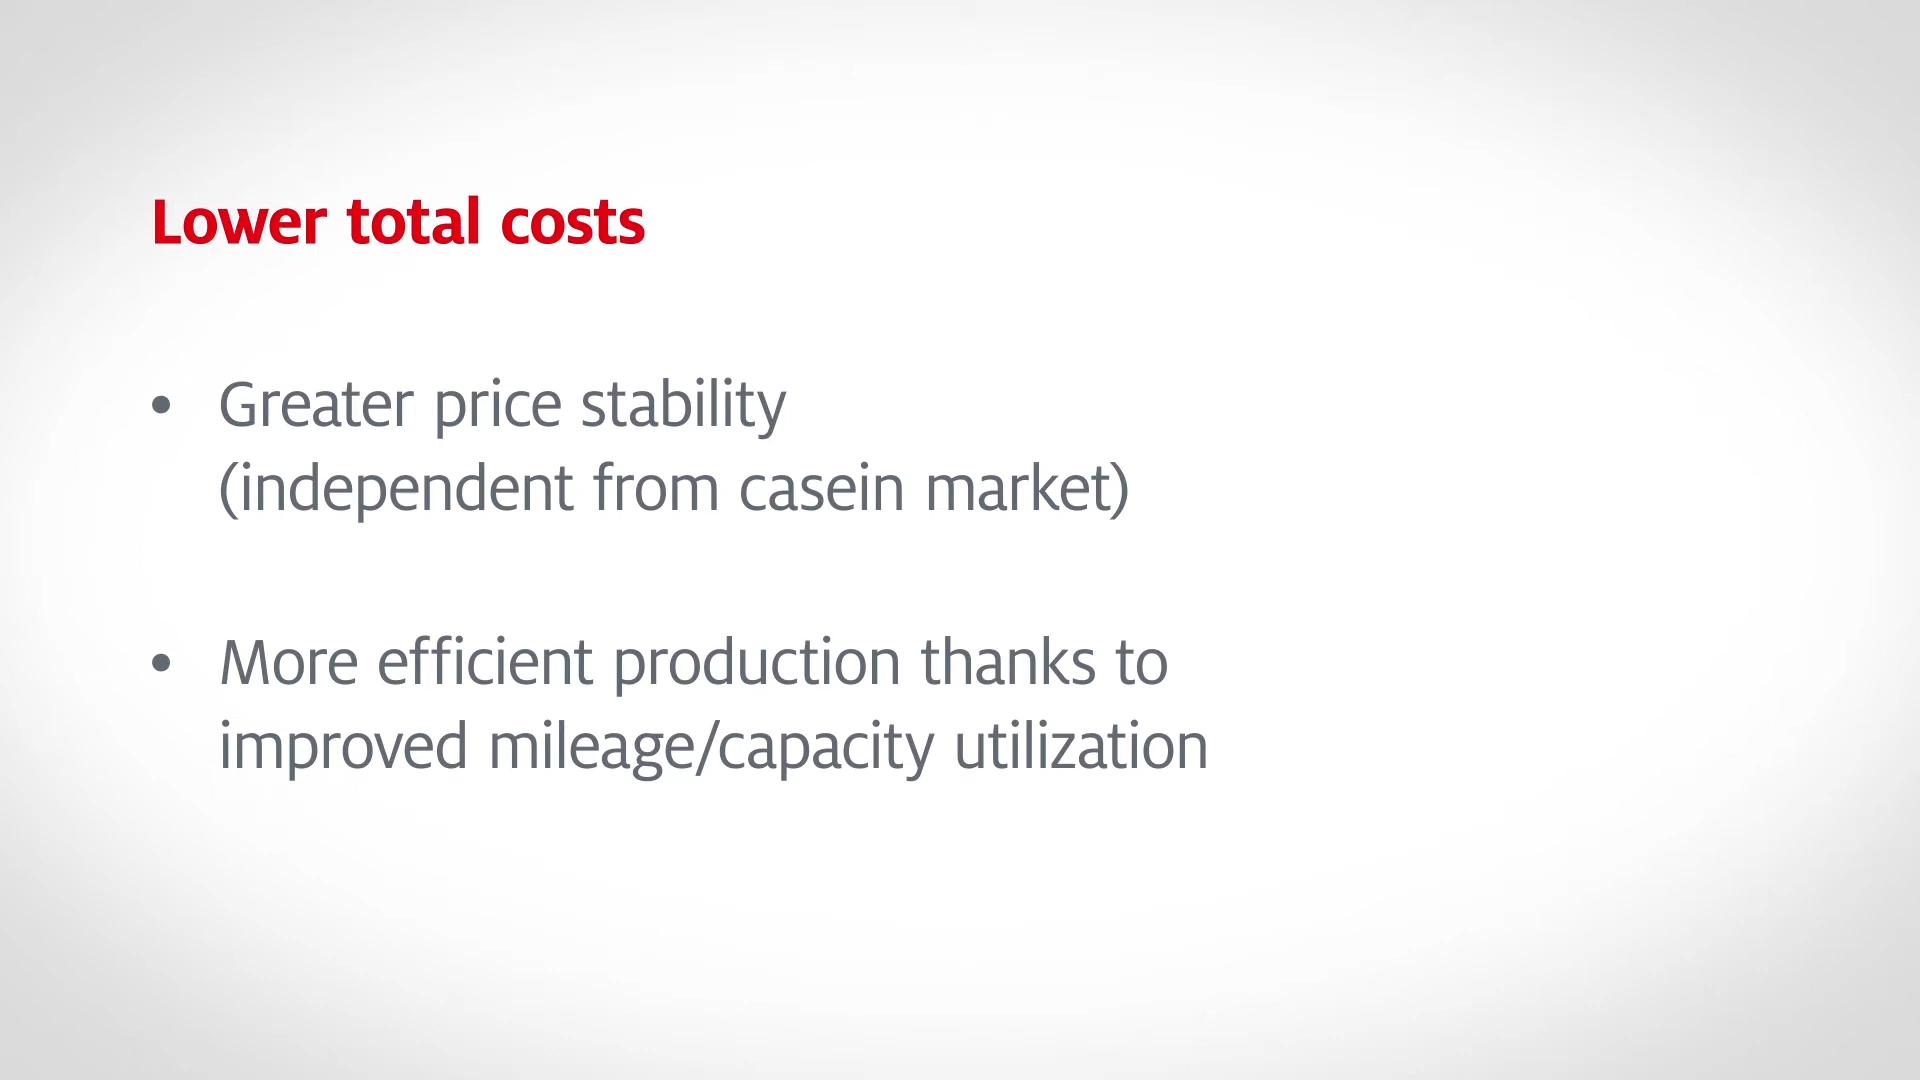 Lower total costs
• Greater price stability
(independent from casein market)
• More efficient production thanks to
improved mileage/capacity utilization